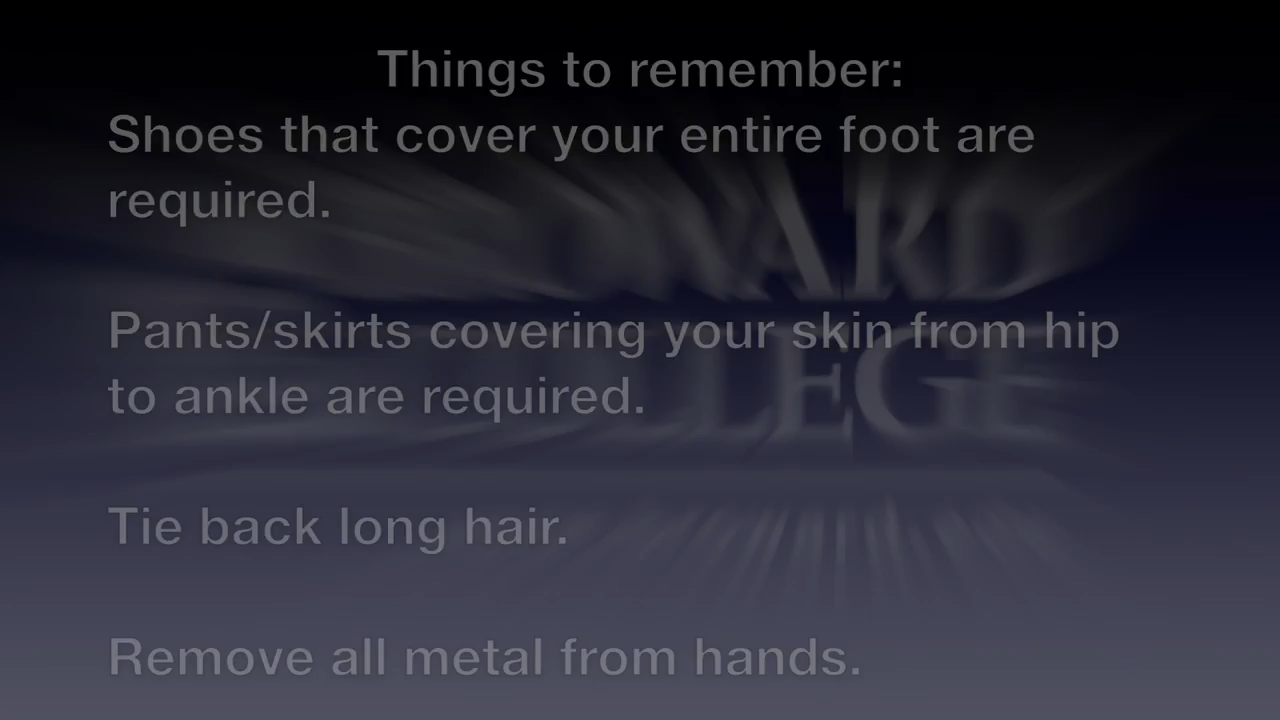 Things to remember:
Shoes that cover your entire foot are
required.
Pants/skirts covering your skin from hip
to ankle are required.
Tie back long hair.
Remove all metal from hands.